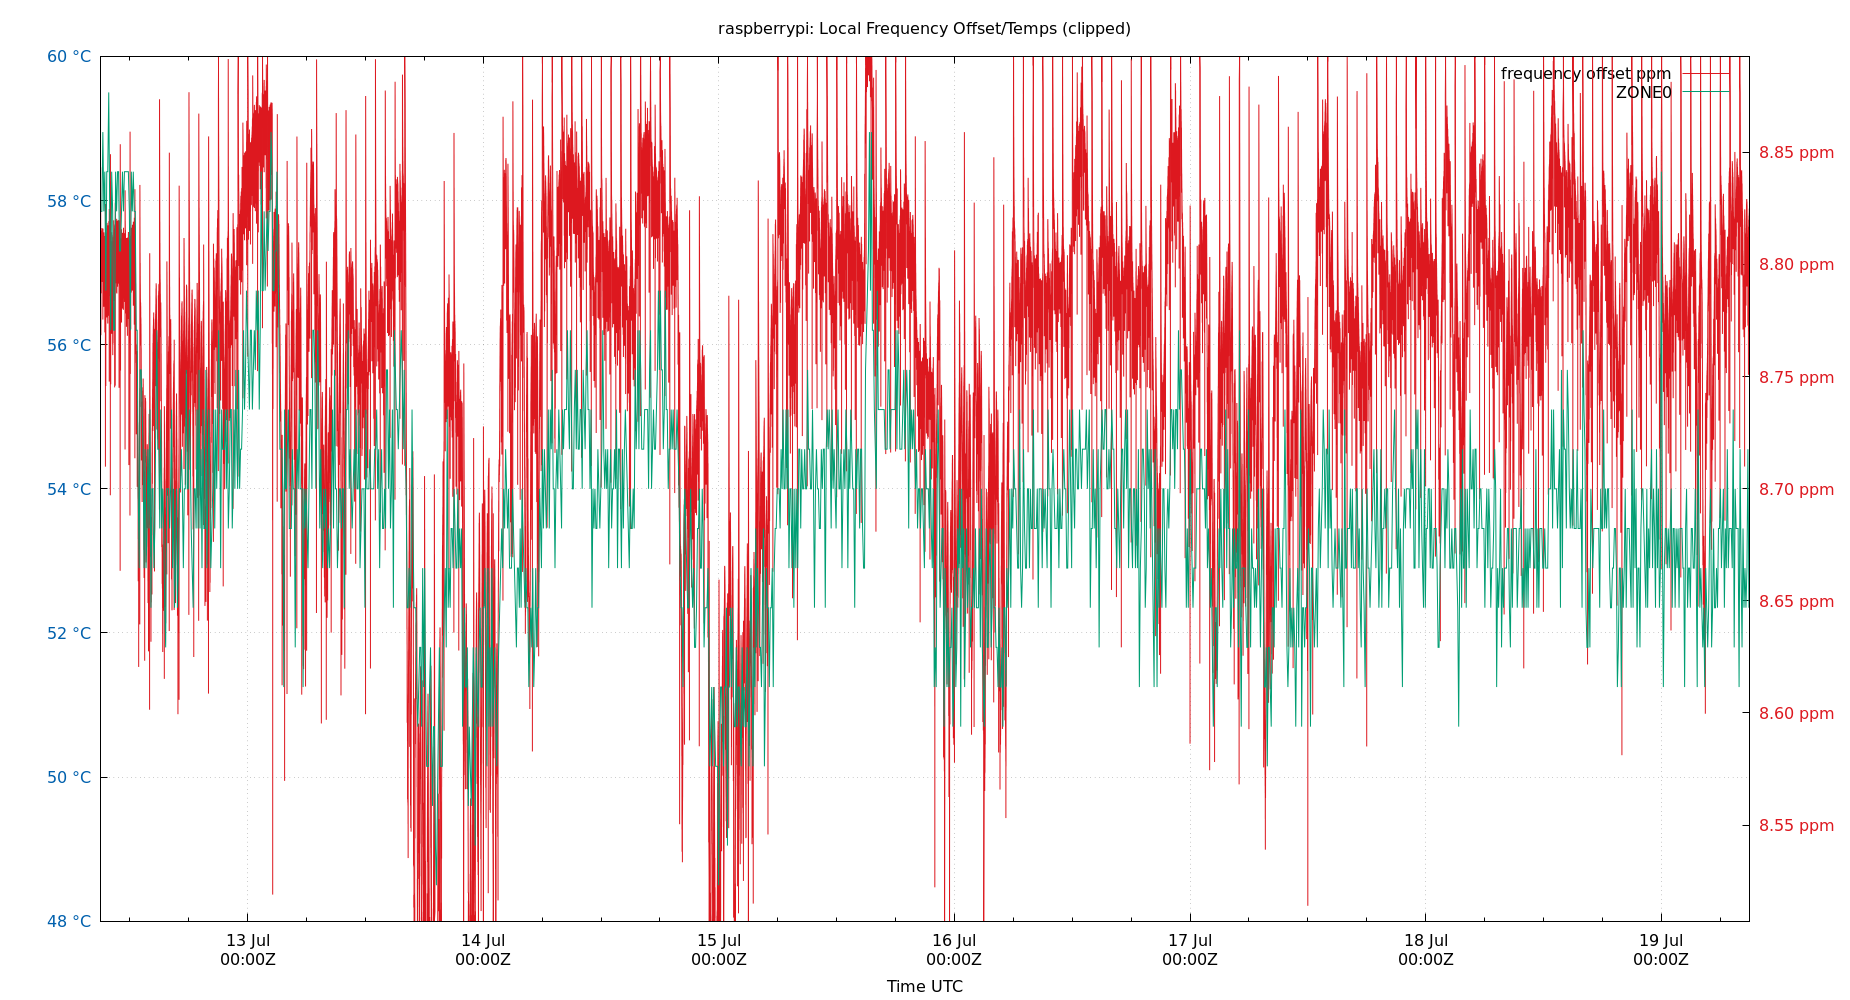 raspberrypi: Local Frequency Offset/Temps (clipped)
60 °C
58 °C
56 °C
54 °C
52 °C
50 °C
48 °C
frequency offset ppm
ZONE0
8.85 ppm
8.80 ppm
8.75 ppm
8.70 ppm
8.65 ppm
8.60 ppm
8.55 ppm
13 Jul
00:00Z
14 Jul
00:00Z
15 Jul
00:00Z
16 Jul
00:00Z
17 Jul
00:00Z
18 Jul
00:00Z
19 Jul
00:00Z
Time UTC